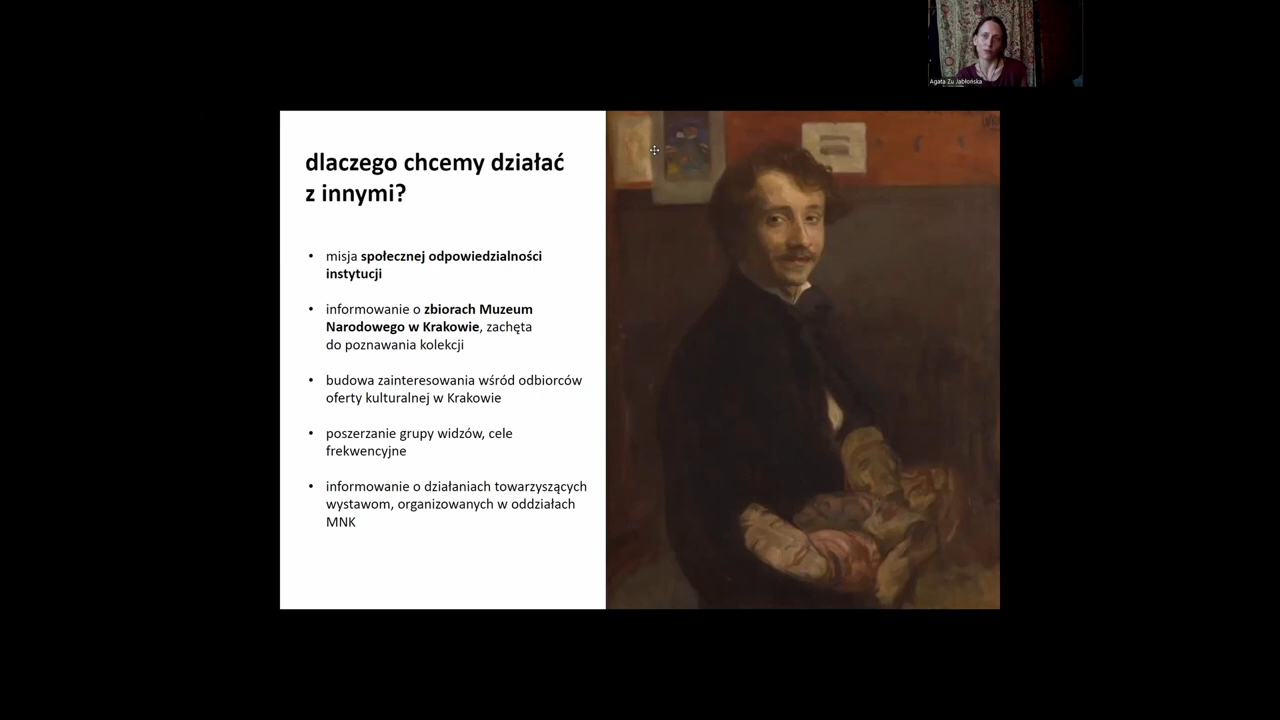 Agata Zu Jabłońska
dlaczego chcemy działać
z innymi?
• misja społecznej odpowiedzialności
instytucji
• informowanie o zbiorach Muzeum
Narodowego w Krakowie, zachęta
do poznawania kolekcji
• budowa zainteresowania wśród odbiorców
oferty kulturalnej w Krakowie
• poszerzanie grupy widzów, cele
frekwencyjne
• informowanie o działaniach towarzyszących
wystawom, organizowanych w oddziałach
MNK